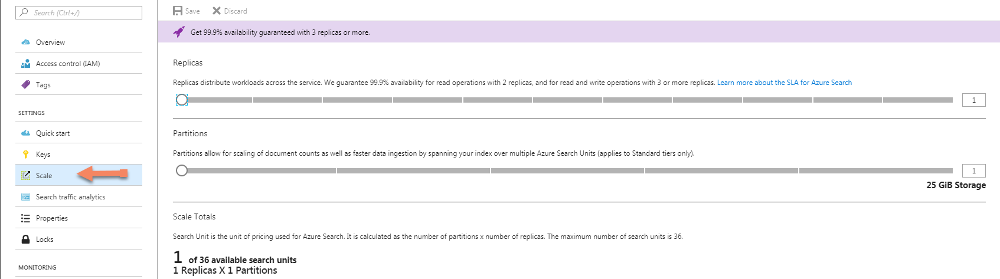 Search (Ctrl+/)
Overview
Access control (IAM)
Tags
SETTINGS
Quick start
Keys
Scale
Search traffic analytics
Properties
Locks
MONITORING
Save Discard
Get 99.9% availability guaranteed with 3 replicas or more.
Replicas
Replicas distribute workloads across the service. We guarantee 99.9% availability for read operations with 2 replicas, and for read and write operations with 3 or more replicas. Learn more about the SLA for Azure Search
1
Partitions
Partitions allow for scaling of document counts as well as faster data ingestion by spanning your index over multiple Azure Search Units (applies to Standard tiers only).
1
25 GiB Storage
Scale Totals
Search Unit is the unit of pricing used for Azure Search. It is calculated as the number of partitions x number of replicas. The maximum number of search units is 36.
1 of 36 available search units
1 Replicas X 1 Partitions